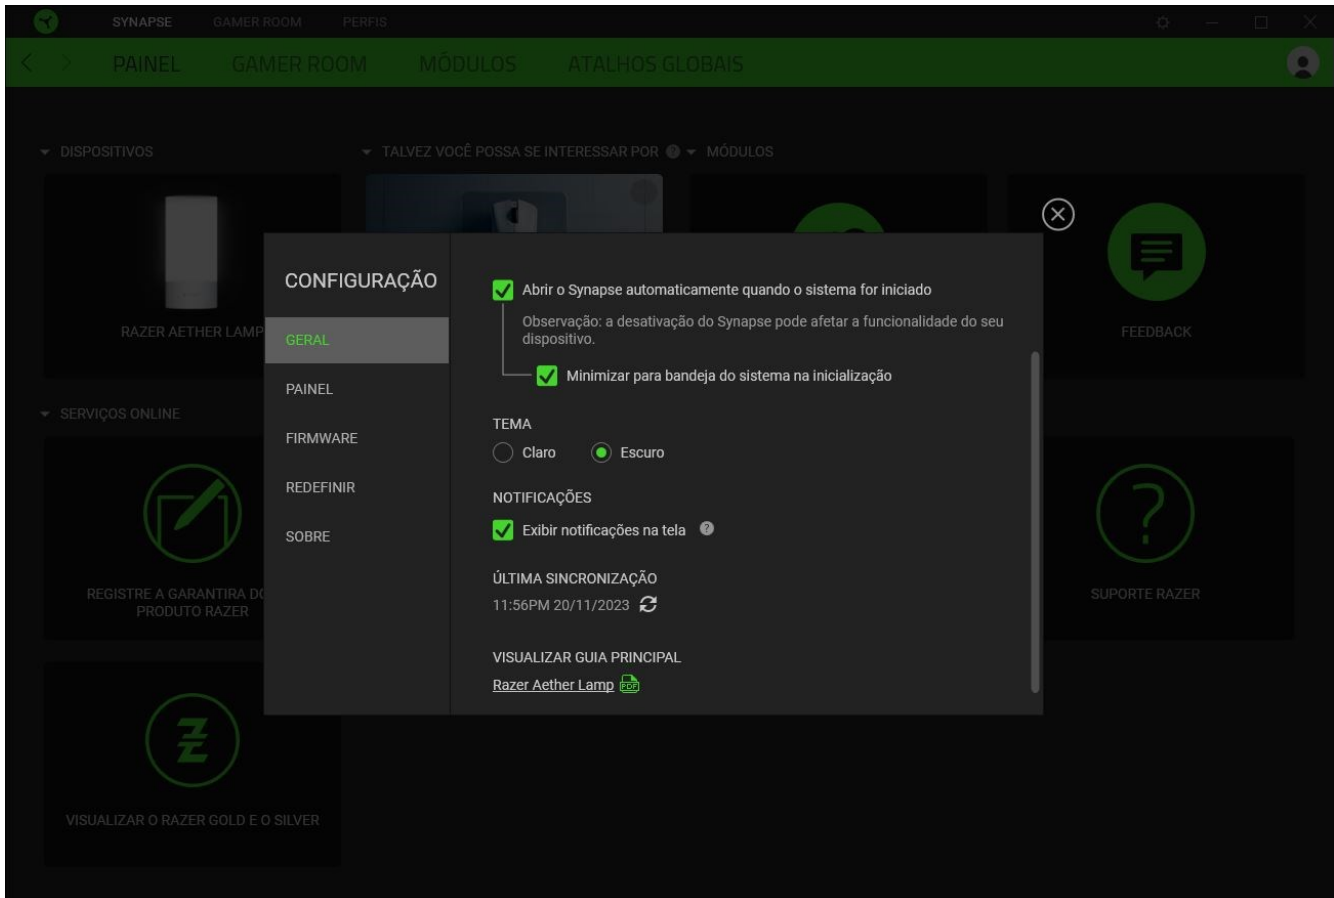 SYNAPSE GAMER ROOM PERFIS
PAINEL GAMER ROOM MÓDULOS ATALHOS GLOBAIS
DISPOSITIVOS
TALVEZ VOCÊ POSSA SE INTERESSAR POR
MÓDULOS
RAZER AETHER LAMP
FEEDBACK
SERVIÇOS ONLINE
REGISTRE A GARANTIRA DO
PRODUTO RAZER
SUPORTE RAZER
VISUALIZAR O RAZER GOLD E O SILVER
CONFIGURAÇÃO
GERAL
PAINEL
FIRMWARE
REDEFINIR
SOBRE
Abrir o Synapse automaticamente quando o sistema for iniciado
Observação: a desativação do Synapse pode afetar a funcionalidade do seu
dispositivo.
Minimizar para bandeja do sistema na inicialização
TEMA
Claro Escuro
NOTIFICAÇÕES
Exibir notificações na tela
ÚLTIMA SINCRONIZAÇÃO
11:56PM 20/11/2023
VISUALIZAR GUIA PRINCIPAL
Razer Aether Lamp PDF